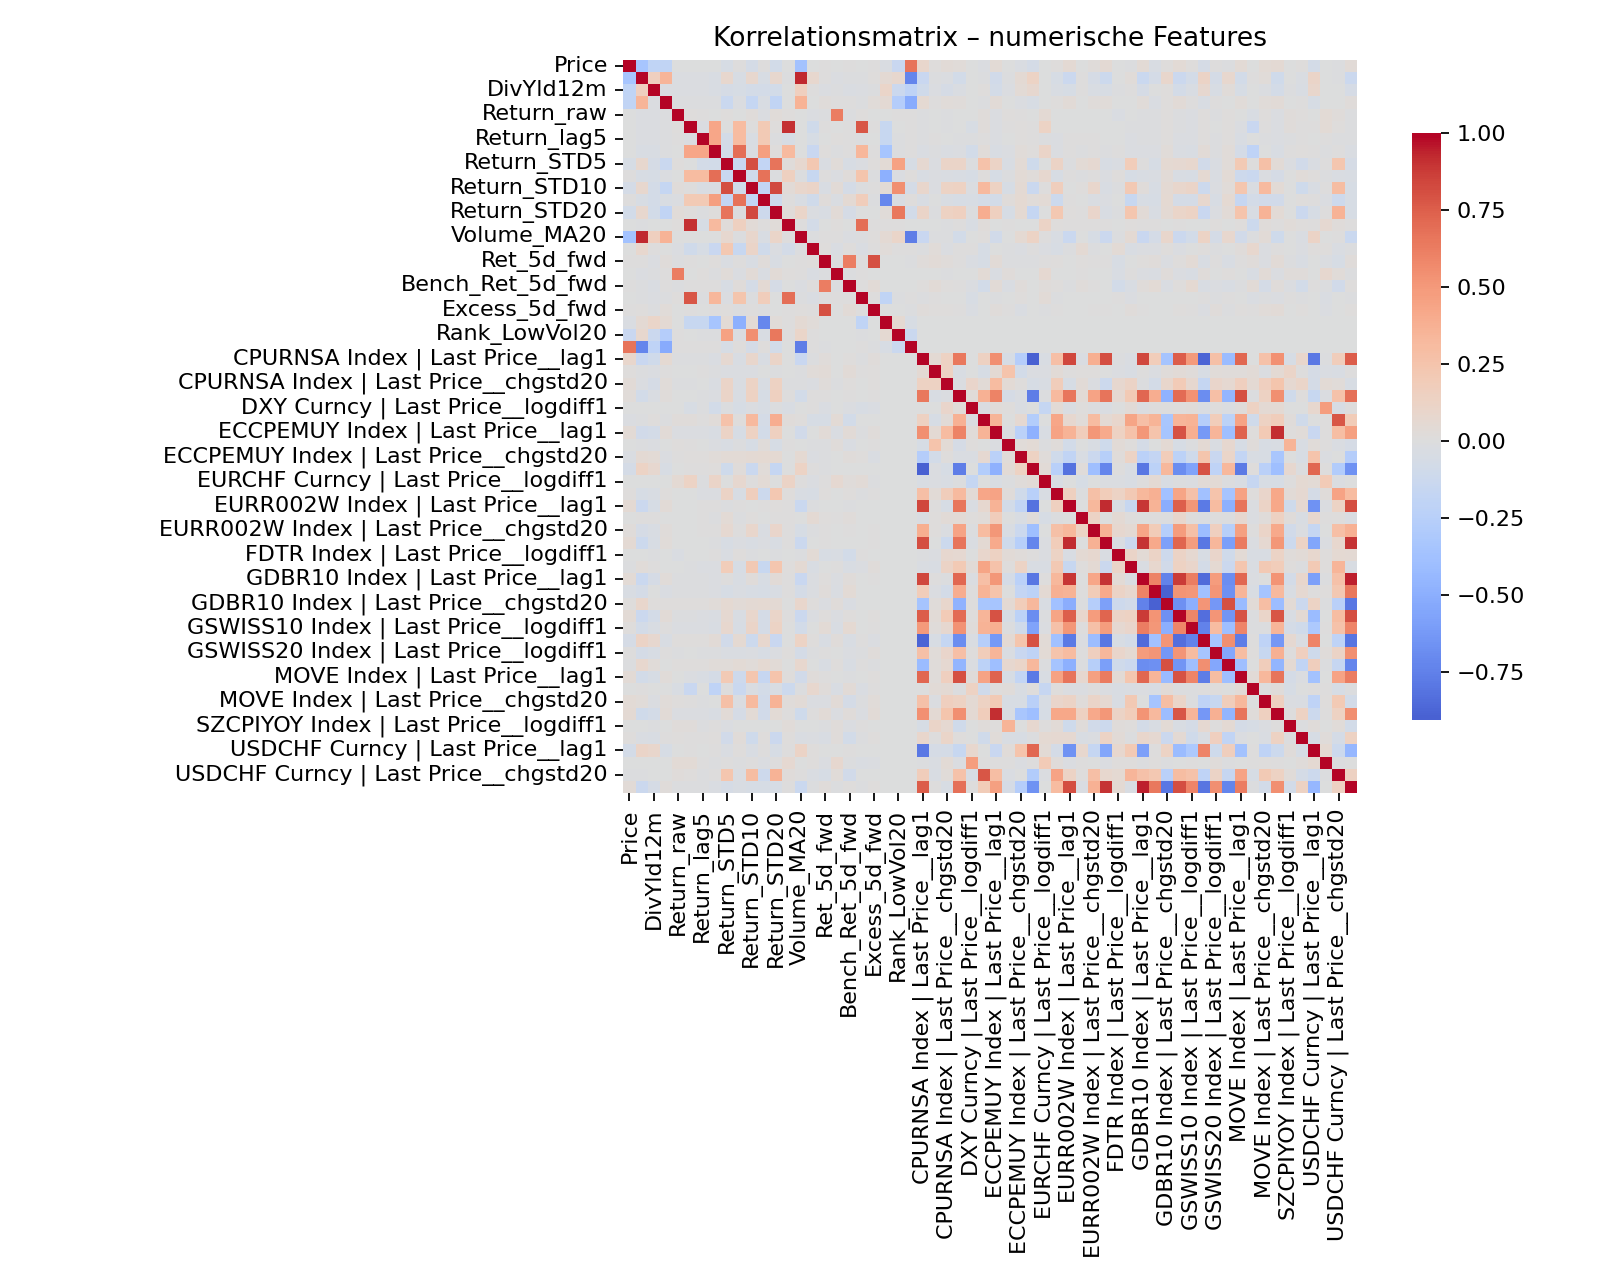 Korrelationsmatrix – numerische Features
Price
DivYld12m
Return_raw
Return_lag5
Return_STD5
Return_STD10
Return_STD20
Volume_MA20
Ret_5d_fwd
Bench_Ret_5d_fwd
Excess_5d_fwd
Rank_LowVol20
CPURNSA Index | Last Price__lag1
CPURNSA Index | Last Price__chgstd20
DXY Curncy | Last Price__logdiff1
ECCPEMUY Index | Last Price__lag1
ECCPEMUY Index | Last Price__chgstd20
EURCHF Curncy | Last Price__logdiff1
EURR002W Index | Last Price__lag1
EURR002W Index | Last Price__chgstd20
FDTR Index | Last Price__logdiff1
GDBR10 Index | Last Price__lag1
GDBR10 Index | Last Price__chgstd20
GSWISS10 Index | Last Price__logdiff1
GSWISS20 Index | Last Price__logdiff1
MOVE Index | Last Price__lag1
MOVE Index | Last Price__chgstd20
SZCPIYOY Index | Last Price__logdiff1
USDCHF Curncy | Last Price__lag1
USDCHF Curncy | Last Price__chgstd20
Price
DivYld12m
Return_raw
Return_lag5
Return_STD5
Return_STD10
Return_STD20
Volume_MA20
Ret_5d_fwd
Bench_Ret_5d_fwd
Excess_5d_fwd
Rank_LowVol20
CPURNSA Index | Last Price__lag1
CPURNSA Index | Last Price__chgstd20
DXY Curncy | Last Price__logdiff1
ECCPEMUY Index | Last Price__lag1
ECCPEMUY Index | Last Price__chgstd20
EURCHF Curncy | Last Price__logdiff1
EURR002W Index | Last Price__lag1
EURR002W Index | Last Price__chgstd20
FDTR Index | Last Price__logdiff1
GDBR10 Index | Last Price__lag1
GDBR10 Index | Last Price__chgstd20
GSWISS10 Index | Last Price__logdiff1
GSWISS20 Index | Last Price__logdiff1
MOVE Index | Last Price__lag1
MOVE Index | Last Price__chgstd20
SZCPIYOY Index | Last Price__logdiff1
USDCHF Curncy | Last Price__lag1
USDCHF Curncy | Last Price__chgstd20
1.00
0.75
0.50
0.25
0.00
−0.25
−0.50
−0.75